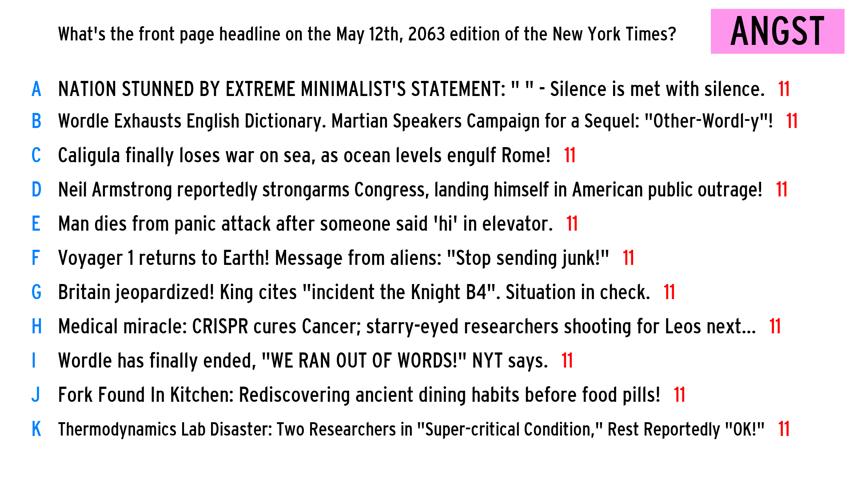 What's the front page headline on the May 12th, 2063 edition of the New York Times?
ANGST
A NATION STUNNED BY EXTREME MINIMALIST'S STATEMENT: " " - Silence is met with silence. 11
B Wordle Exhausts English Dictionary. Martian Speakers Campaign for a Sequel: "Other-Wordl-y"! 11
C Caligula finally loses war on sea, as ocean levels engulf Rome! 11
D Neil Armstrong reportedly strongarms Congress, landing himself in American public outrage! 11
E Man dies from panic attack after someone said 'hi' in elevator. 11
F Voyager 1 returns to Earth! Message from aliens: "Stop sending junk!" 11
G Britain jeopardized! King cites "incident the Knight B4". Situation in check. 11
H Medical miracle: CRISPR cures Cancer; starry-eyed researchers shooting for Leos next... 11
I Wordle has finally ended, "WE RAN OUT OF WORDS!" NYT says. 11
J Fork Found In Kitchen: Rediscovering ancient dining habits before food pills! 11
K Thermodynamics Lab Disaster: Two Researchers in "Super-critical Condition," Rest Reportedly "OK!" 11